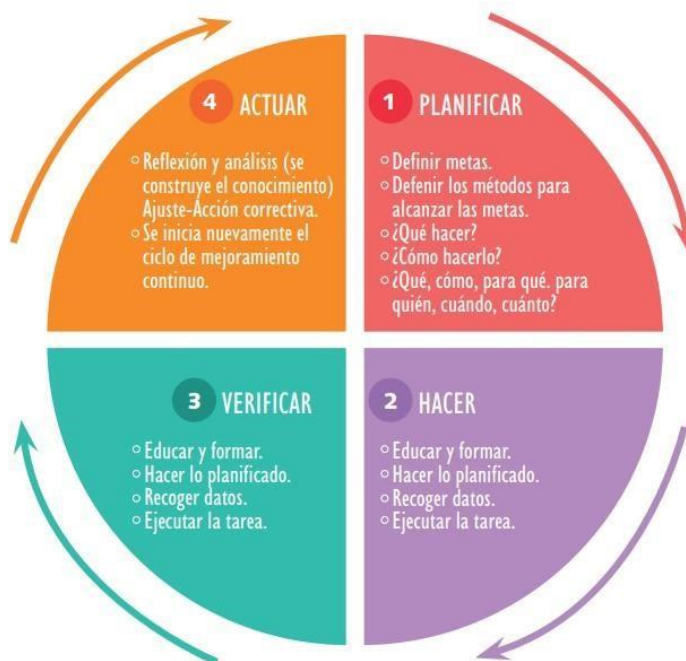 4 ACTUAR
Reflexión y análisis (se
construye el conocimiento)
Ajuste-Acción correctiva.
Se inicia nuevamente el
ciclo de mejoramiento
continuo.
1 PLANIFICAR
Definir metas.
Defenir los métodos para
alcanzar las metas.
¿Qué hacer?
¿Cómo hacerlo?
¿Qué, cómo, para qué. para
quién, cuándo, cuánto?
3 VERIFICAR
Educar y formar.
Hacer lo planificado.
Recoger datos.
Ejecutar la tarea.
2 HACER
Educar y formar.
Hacer lo planificado.
Recoger datos.
Ejecutar la tarea.